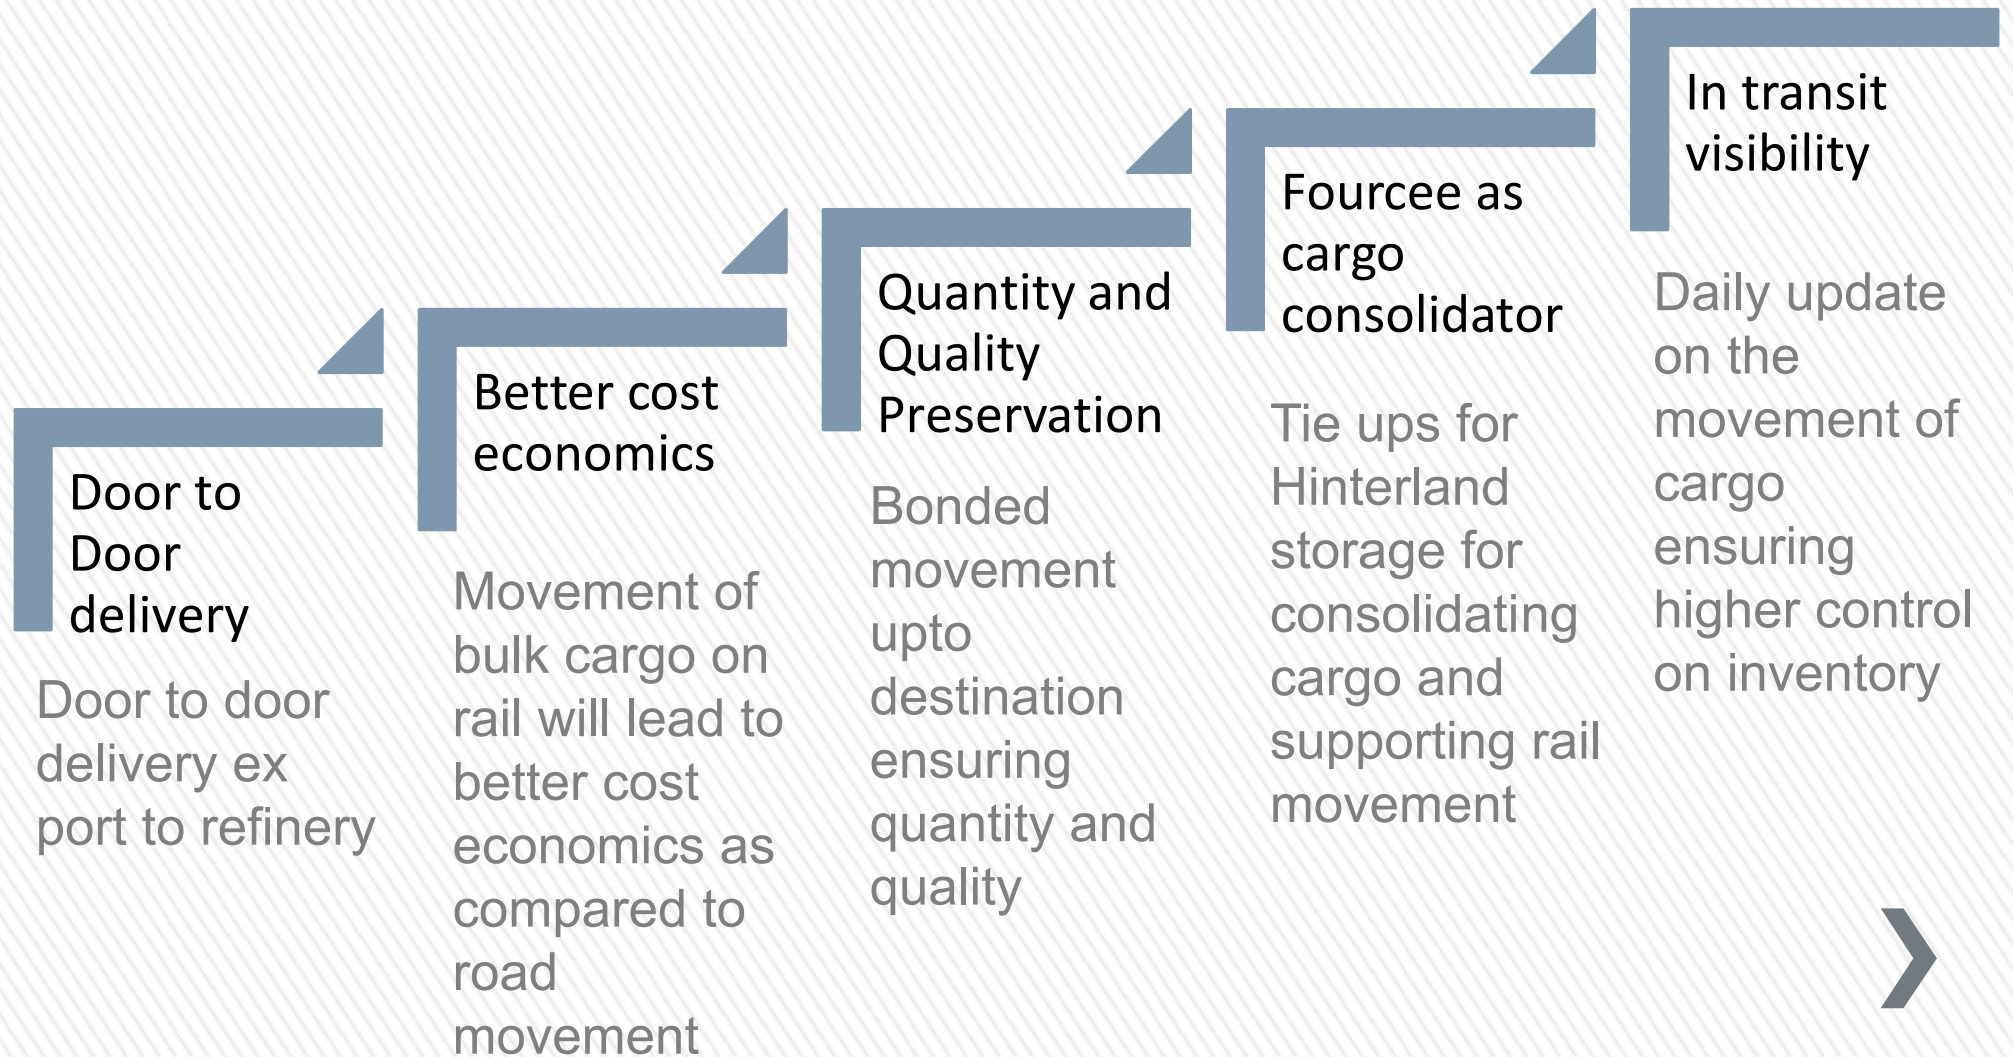 Door to
Door
delivery
Door to door
delivery ex
port to refinery
Better cost
economics
Movement of
bulk cargo on
rail will lead to
better cost
economics as
compared to
road
movement
Quantity and
Quality
Preservation
Bonded
movement
upto
destination
ensuring
quantity and
quality
Fourcee as
cargo
consolidator
Tie ups for
Hinterland
storage for
consolidating
cargo and
supporting rail
movement
In transit
visibility
Daily update
on the
movement of
cargo
ensuring
higher control
on inventory